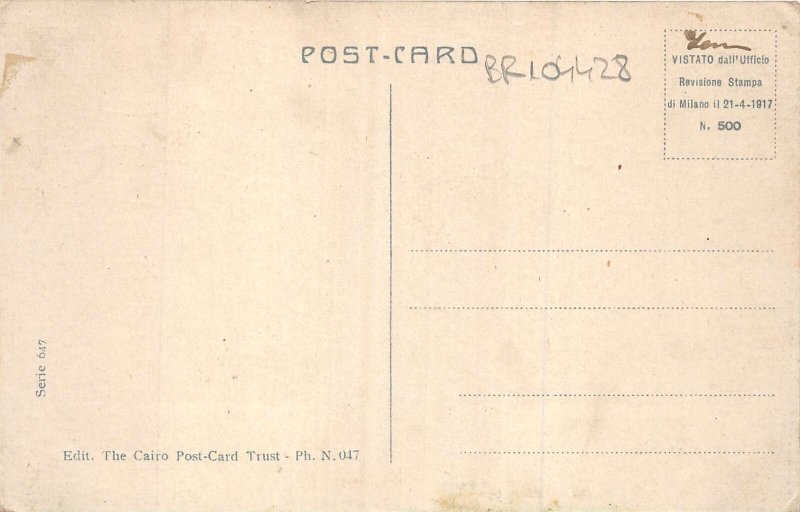 POST-CARD
BR104428
VISTATO dall'Ufficio
Revisione Stampa
di Milano il 21-4-1917
N. 500
Serie 647
Edit. The Cairo Post-Card Trust - Ph. N. 047